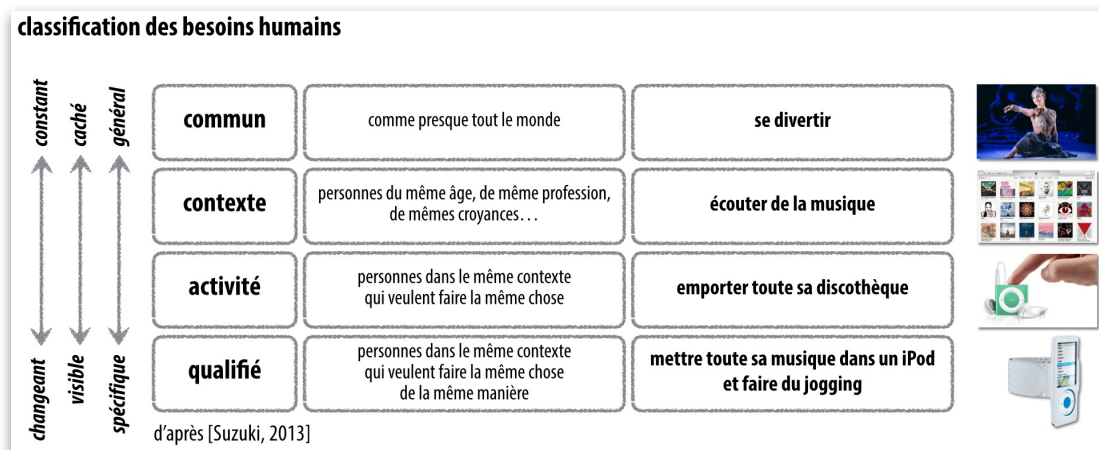 classification des besoins humains
constant
caché
général
commun
comme presque tout le monde
se divertir
contexte
personnes du même âge, de même profession,
de mêmes croyances…
écouter de la musique
activité
personnes dans le même contexte
qui veulent faire la même chose
emporter toute sa discothèque
qualifié
personnes dans le même contexte
qui veulent faire la même chose
de la même manière
mettre toute sa musique dans un iPod
et faire du jogging
changeant
visible
spécifique
d'après [Suzuki, 2013]